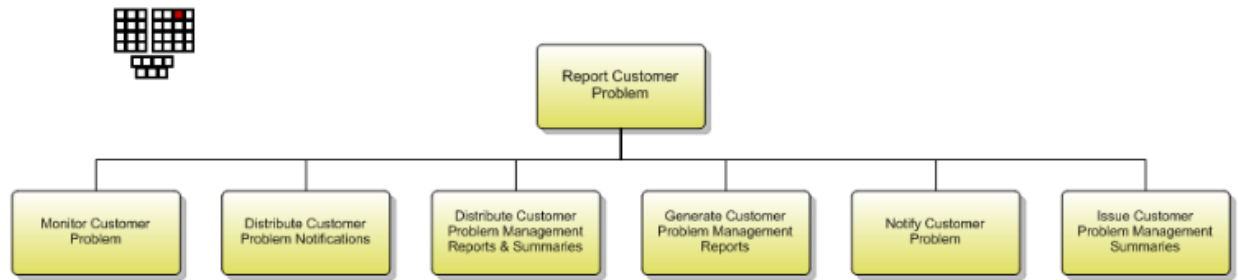 Report Customer
Problem
Monitor Customer
Problem
Distribute Customer
Problem Notifications
Distribute Customer
Problem Management
Reports & Summaries
Generate Customer
Problem Management
Reports
Notify Customer
Problem
Issue Customer
Problem Management
Summaries